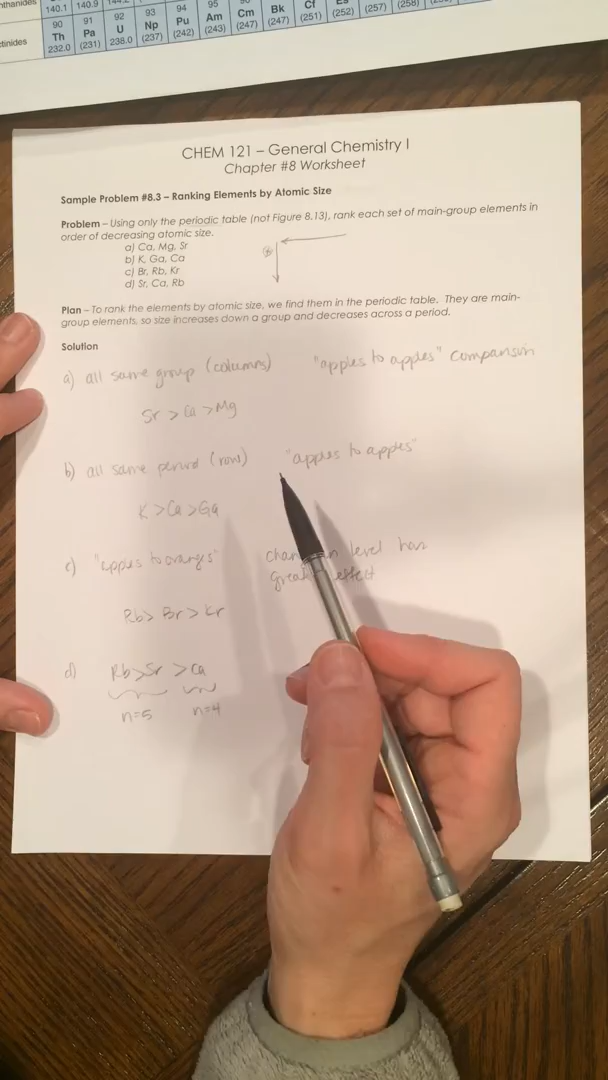 nthanides 140.1 140.9
90 91 92 93 94 95 Bk Cf
Th Pa U Np Pu Am Cm (247) (251) (252) (257) (258)
tinides 232.0 (231) 238.0 (237) (242) (243) (247)
CHEM 121 – General Chemistry I
Chapter #8 Worksheet
Sample Problem #8.3 – Ranking Elements by Atomic Size
Problem – Using only the periodic table (not Figure 8.13), rank each set of main-group elements in
order of decreasing atomic size.
a) Ca, Mg, Sr
b) K, Ga, Ca
c) Br, Rb, Kr
d) Sr, Ca, Rb
Plan – To rank the elements by atomic size, we find them in the periodic table. They are main-
group elements, so size increases down a group and decreases across a period.
Solution
a) all same group (columns) "apples to apples" comparison
Sr > Ca > Mg
b) all same period (row) "apples to apples"
K > Ca > Ga
c) "apples to oranges" level has
effect
Rb > Br > Kr
d) Rb > Sr > Ca
n=5 n=4